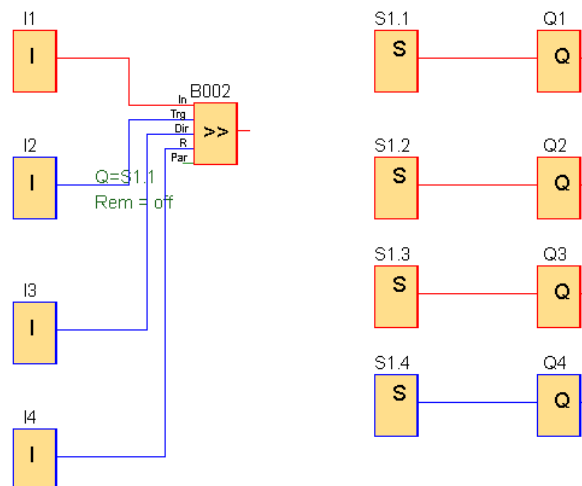 I1
I
I2
I
I3
I
I4
I
B002
In
Trg
Dir
R
Par
>>
Q=S1.1
Rem = off
S1.1
S
Q1
Q
S1.2
S
Q2
Q
S1.3
S
Q3
Q
S1.4
S
Q4
Q